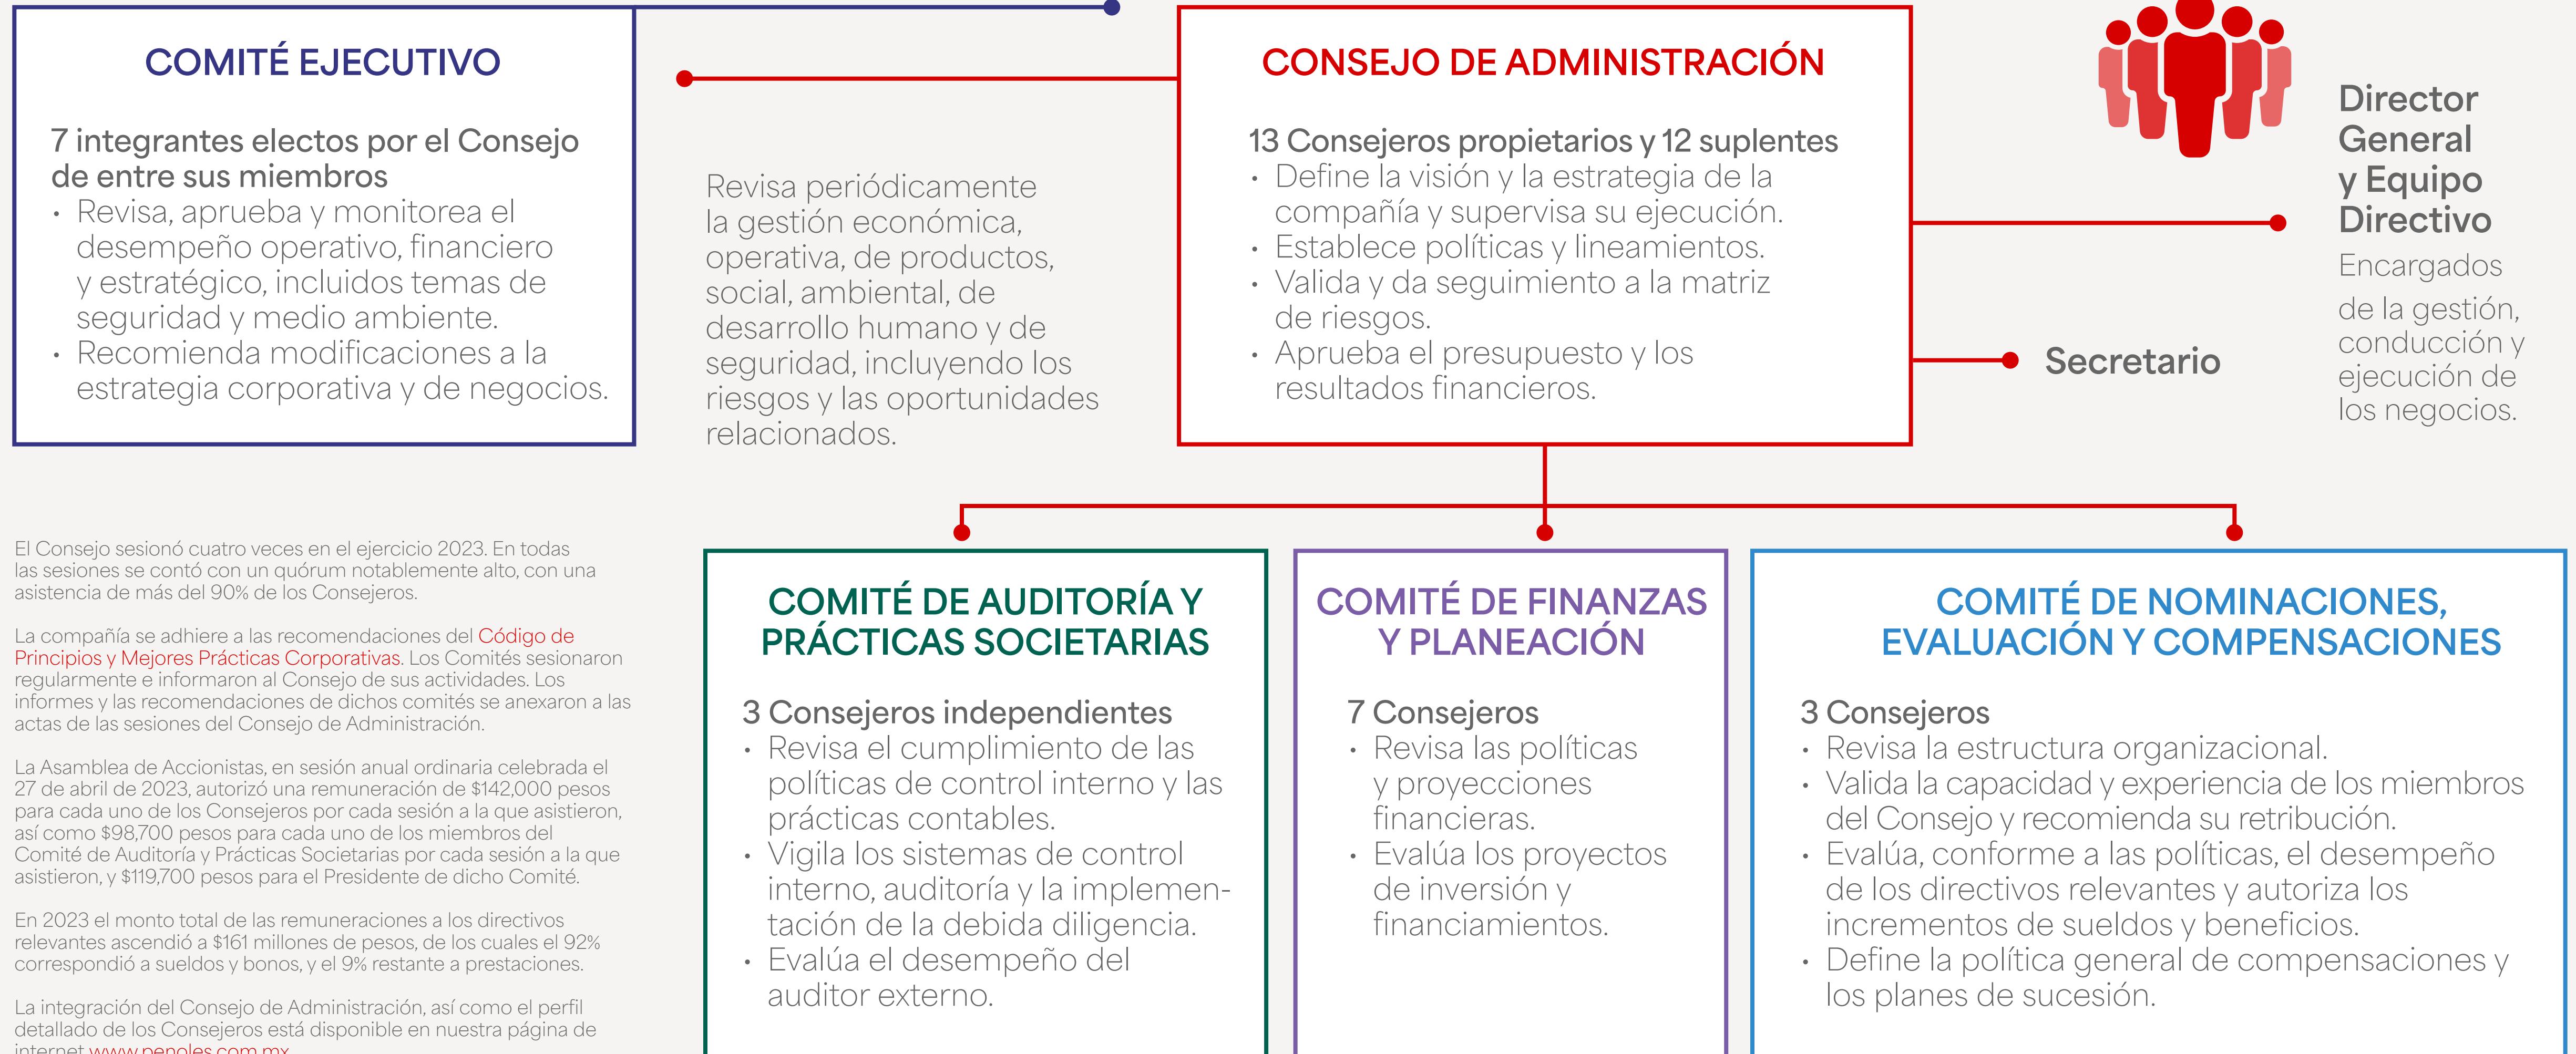 COMITÉ EJECUTIVO
7 integrantes electos por el Consejo
de entre sus miembros
• Revisa, aprueba y monitorea el
desempeño operativo, financiero
y estratégico, incluidos temas de
seguridad y medio ambiente.
• Recomienda modificaciones a la
estrategia corporativa y de negocios.
Revisa periódicamente
la gestión económica,
operativa, de productos,
social, ambiental, de
desarrollo humano y de
seguridad, incluyendo los
riesgos y las oportunidades
relacionados.
CONSEJO DE ADMINISTRACIÓN
13 Consejeros propietarios y 12 suplentes
• Define la visión y la estrategia de la
compañía y supervisa su ejecución.
• Establece políticas y lineamientos.
• Valida y da seguimiento a la matriz
de riesgos.
• Aprueba el presupuesto y los
resultados financieros.
Director
General
y Equipo
Directivo
Encargados
de la gestión,
conducción y
ejecución de
los negocios.
Secretario
El Consejo sesionó cuatro veces en el ejercicio 2023. En todas
las sesiones se contó con un quórum notablemente alto, con una
asistencia de más del 90% de los Consejeros.
La compañía se adhiere a las recomendaciones del Código de
Principios y Mejores Prácticas Corporativas. Los Comités sesionaron
regularmente e informaron al Consejo de sus actividades. Los
informes y las recomendaciones de dichos comités se anexaron a las
actas de las sesiones del Consejo de Administración.
La Asamblea de Accionistas, en sesión anual ordinaria celebrada el
27 de abril de 2023, autorizó una remuneración de $142,000 pesos
para cada uno de los Consejeros por cada sesión a la que asistieron,
así como $98,700 pesos para cada uno de los miembros del
Comité de Auditoría y Prácticas Societarias por cada sesión a la que
asistieron, y $119,700 pesos para el Presidente de dicho Comité.
En 2023 el monto total de las remuneraciones a los directivos
relevantes ascendió a $161 millones de pesos, de los cuales el 92%
correspondió a sueldos y bonos, y el 9% restante a prestaciones.
La integración del Consejo de Administración, así como el perfil
detallado de los Consejeros está disponible en nuestra página de
internet www.penoles.com.mx
COMITÉ DE AUDITORÍA Y
PRÁCTICAS SOCIETARIAS
3 Consejeros independientes
• Revisa el cumplimiento de las
políticas de control interno y las
prácticas contables.
• Vigila los sistemas de control
interno, auditoría y la implemen-
tación de la debida diligencia.
• Evalúa el desempeño del
auditor externo.
COMITÉ DE FINANZAS
Y PLANEACIÓN
7 Consejeros
• Revisa las políticas
y proyecciones
financieras.
• Evalúa los proyectos
de inversión y
financiamientos.
COMITÉ DE NOMINACIONES,
EVALUACIÓN Y COMPENSACIONES
3 Consejeros
• Revisa la estructura organizacional.
• Valida la capacidad y experiencia de los miembros
del Consejo y recomienda su retribución.
• Evalúa, conforme a las políticas, el desempeño
de los directivos relevantes y autoriza los
incrementos de sueldos y beneficios.
• Define la política general de compensaciones y
los planes de sucesión.